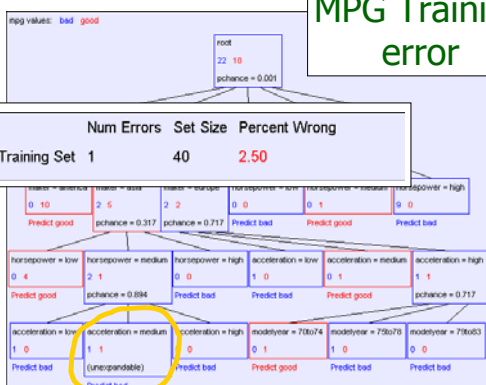 MPG Traini
error
mpg values: bad good
root
22 18
pchance = 0.001
Num Errors Set Size Percent Wrong
Training Set 1 40 2.50
maker = america maker = asia maker = europe horsepower = low horsepower = medium horsepower = high
0 10 2 5 2 2 0 0 0 1 9 0
Predict good pchance = 0.317 pchance = 0.717 Predict bad Predict good Predict bad
horsepower = low horsepower = medium horsepower = high acceleration = low acceleration = medium acceleration = high
0 4 2 1 0 0 1 0 0 1 1 1
Predict good pchance = 0.894 Predict bad Predict bad Predict good pchance = 0.717
acceleration = low acceleration = medium acceleration = high modelyear = 70to74 modelyear = 75to78 modelyear = 79to83
1 0 1 1 0 0 1 1 0 0 0
Predict bad (unexpandable) Predict bad Predict good Predict bad Predict bad
Predict bad